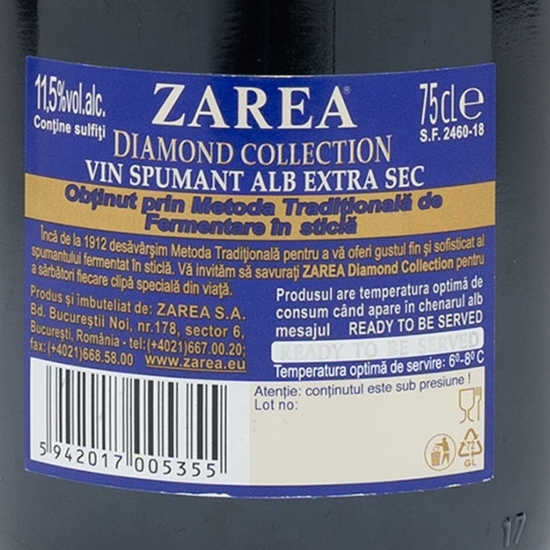 11,5%vol.alc.
Conține sulfiți
ZAREA®
75cl e
S.F. 2460-18
DIAMOND COLLECTION
VIN SPUMANT ALB EXTRA SEC
Obținut prin Metoda Tradițională de
Fermentare în sticlă
Încă de la 1912 desăvârșim Metoda Tradițională pentru a vă oferi gustul fin și sofisticat al
spumantului fermentat în sticlă. Vă invităm să savurați ZAREA Diamond Collection pentru
a sărbători fiecare clipă specială din viață.
Produs și imbuteliat de: ZAREA S.A.
Bd. Bucureștii Noi, nr.178, sector 6,
București, România - tel:(+4021)667.00.20;
fax: (+4021)668.58.00 www.zarea.eu
Produsul are temperatura optimă de
consum când apare în chenarul alb
mesajul READY TO BE SERVED
READY TO BE SERVED
Temperatura optimă de servire: 6º-8º C
Atenție: conținutul este sub presiune !
Lot no:
5 942017 005355
72
GL
17